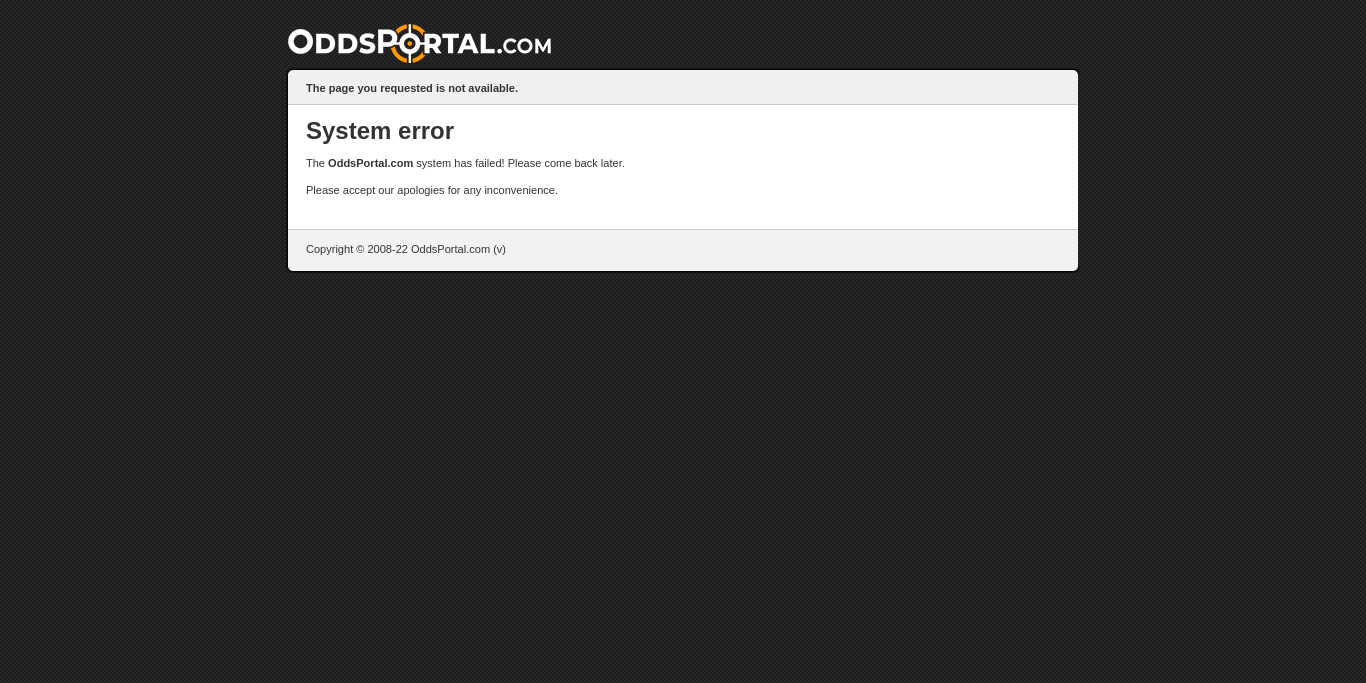 ODDSPORTAL.COM
The page you requested is not available.
System error
The OddsPortal.com system has failed! Please come back later.
Please accept our apologies for any inconvenience.
Copyright © 2008-22 OddsPortal.com (v)